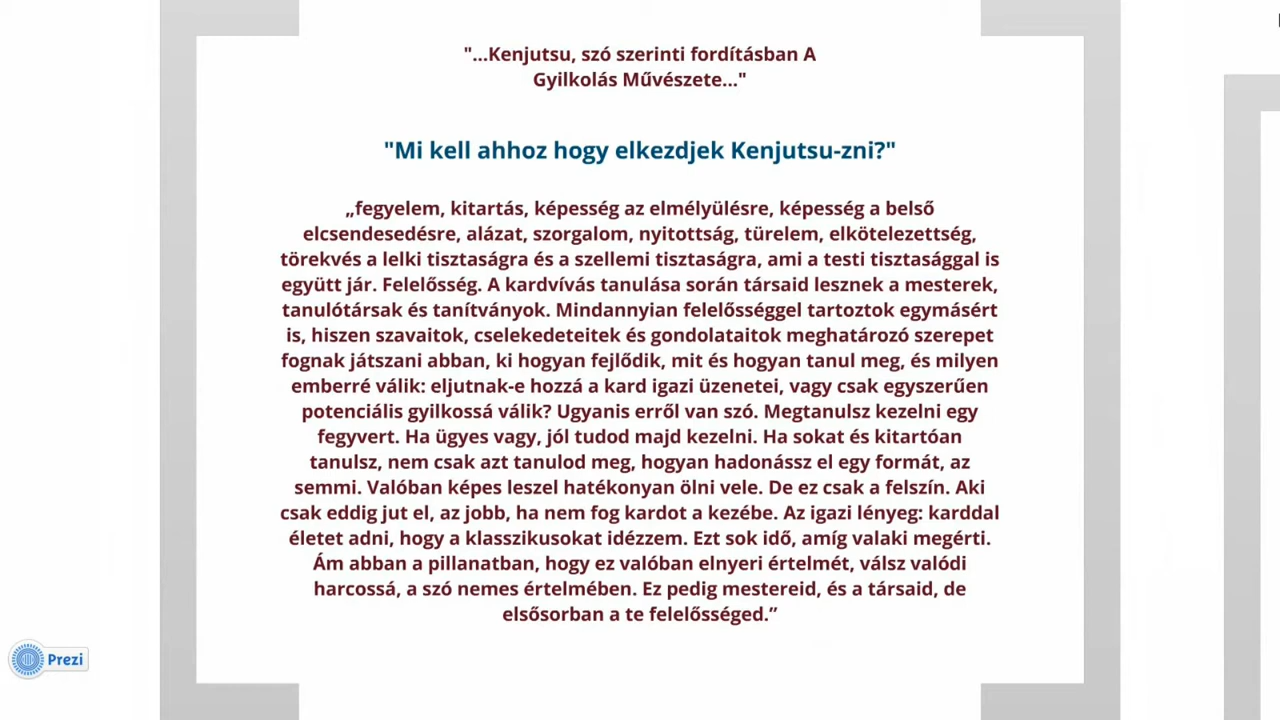 "...Kenjutsu, szó szerinti fordításban A
Gyilkolás Művészete..."
"Mi kell ahhoz hogy elkezdjek Kenjutsu-zni?"
„fegyelem, kitartás, képesség az elmélyülésre, képesség a belső
elcsendesedésre, alázat, szorgalom, nyitottság, türelem, elkötelezettség,
törekvés a lelki tisztaságra és a szellemi tisztaságra, ami a testi tisztasággal is
együtt jár. Felelősség. A kardvívás tanulása során társaid lesznek a mesterek,
tanulótársak és tanítványok. Mindannyian felelősséggel tartoztok egymásért
is, hiszen szavaitok, cselekedeteitek és gondolataitok meghatározó szerepet
fognak játszani abban, ki hogyan fejlődik, mit és hogyan tanul meg, és milyen
emberré válik: eljutnak-e hozzá a kard igazi üzenetei, vagy csak egyszerűen
potenciális gyilkossá válik? Ugyanis erről van szó. Megtanulsz kezelni egy
fegyvert. Ha ügyes vagy, jól tudod majd kezelni. Ha sokat és kitartóan
tanulsz, nem csak azt tanulod meg, hogyan hadonássz el egy formát, az
semmi. Valóban képes leszel hatékonyan ölni vele. De ez csak a felszín. Aki
csak eddig jut el, az jobb, ha nem fog kardot a kezébe. Az igazi lényeg: karddal
életet adni, hogy a klasszikusokat idézzem. Ezt sok idő, amíg valaki megérti.
Ám abban a pillanatban, hogy ez valóban elnyeri értelmét, válsz valódi
harcossá, a szó nemes értelmében. Ez pedig mestereid, és a társaid, de
elsősorban a te felelősséged.”
Prezi